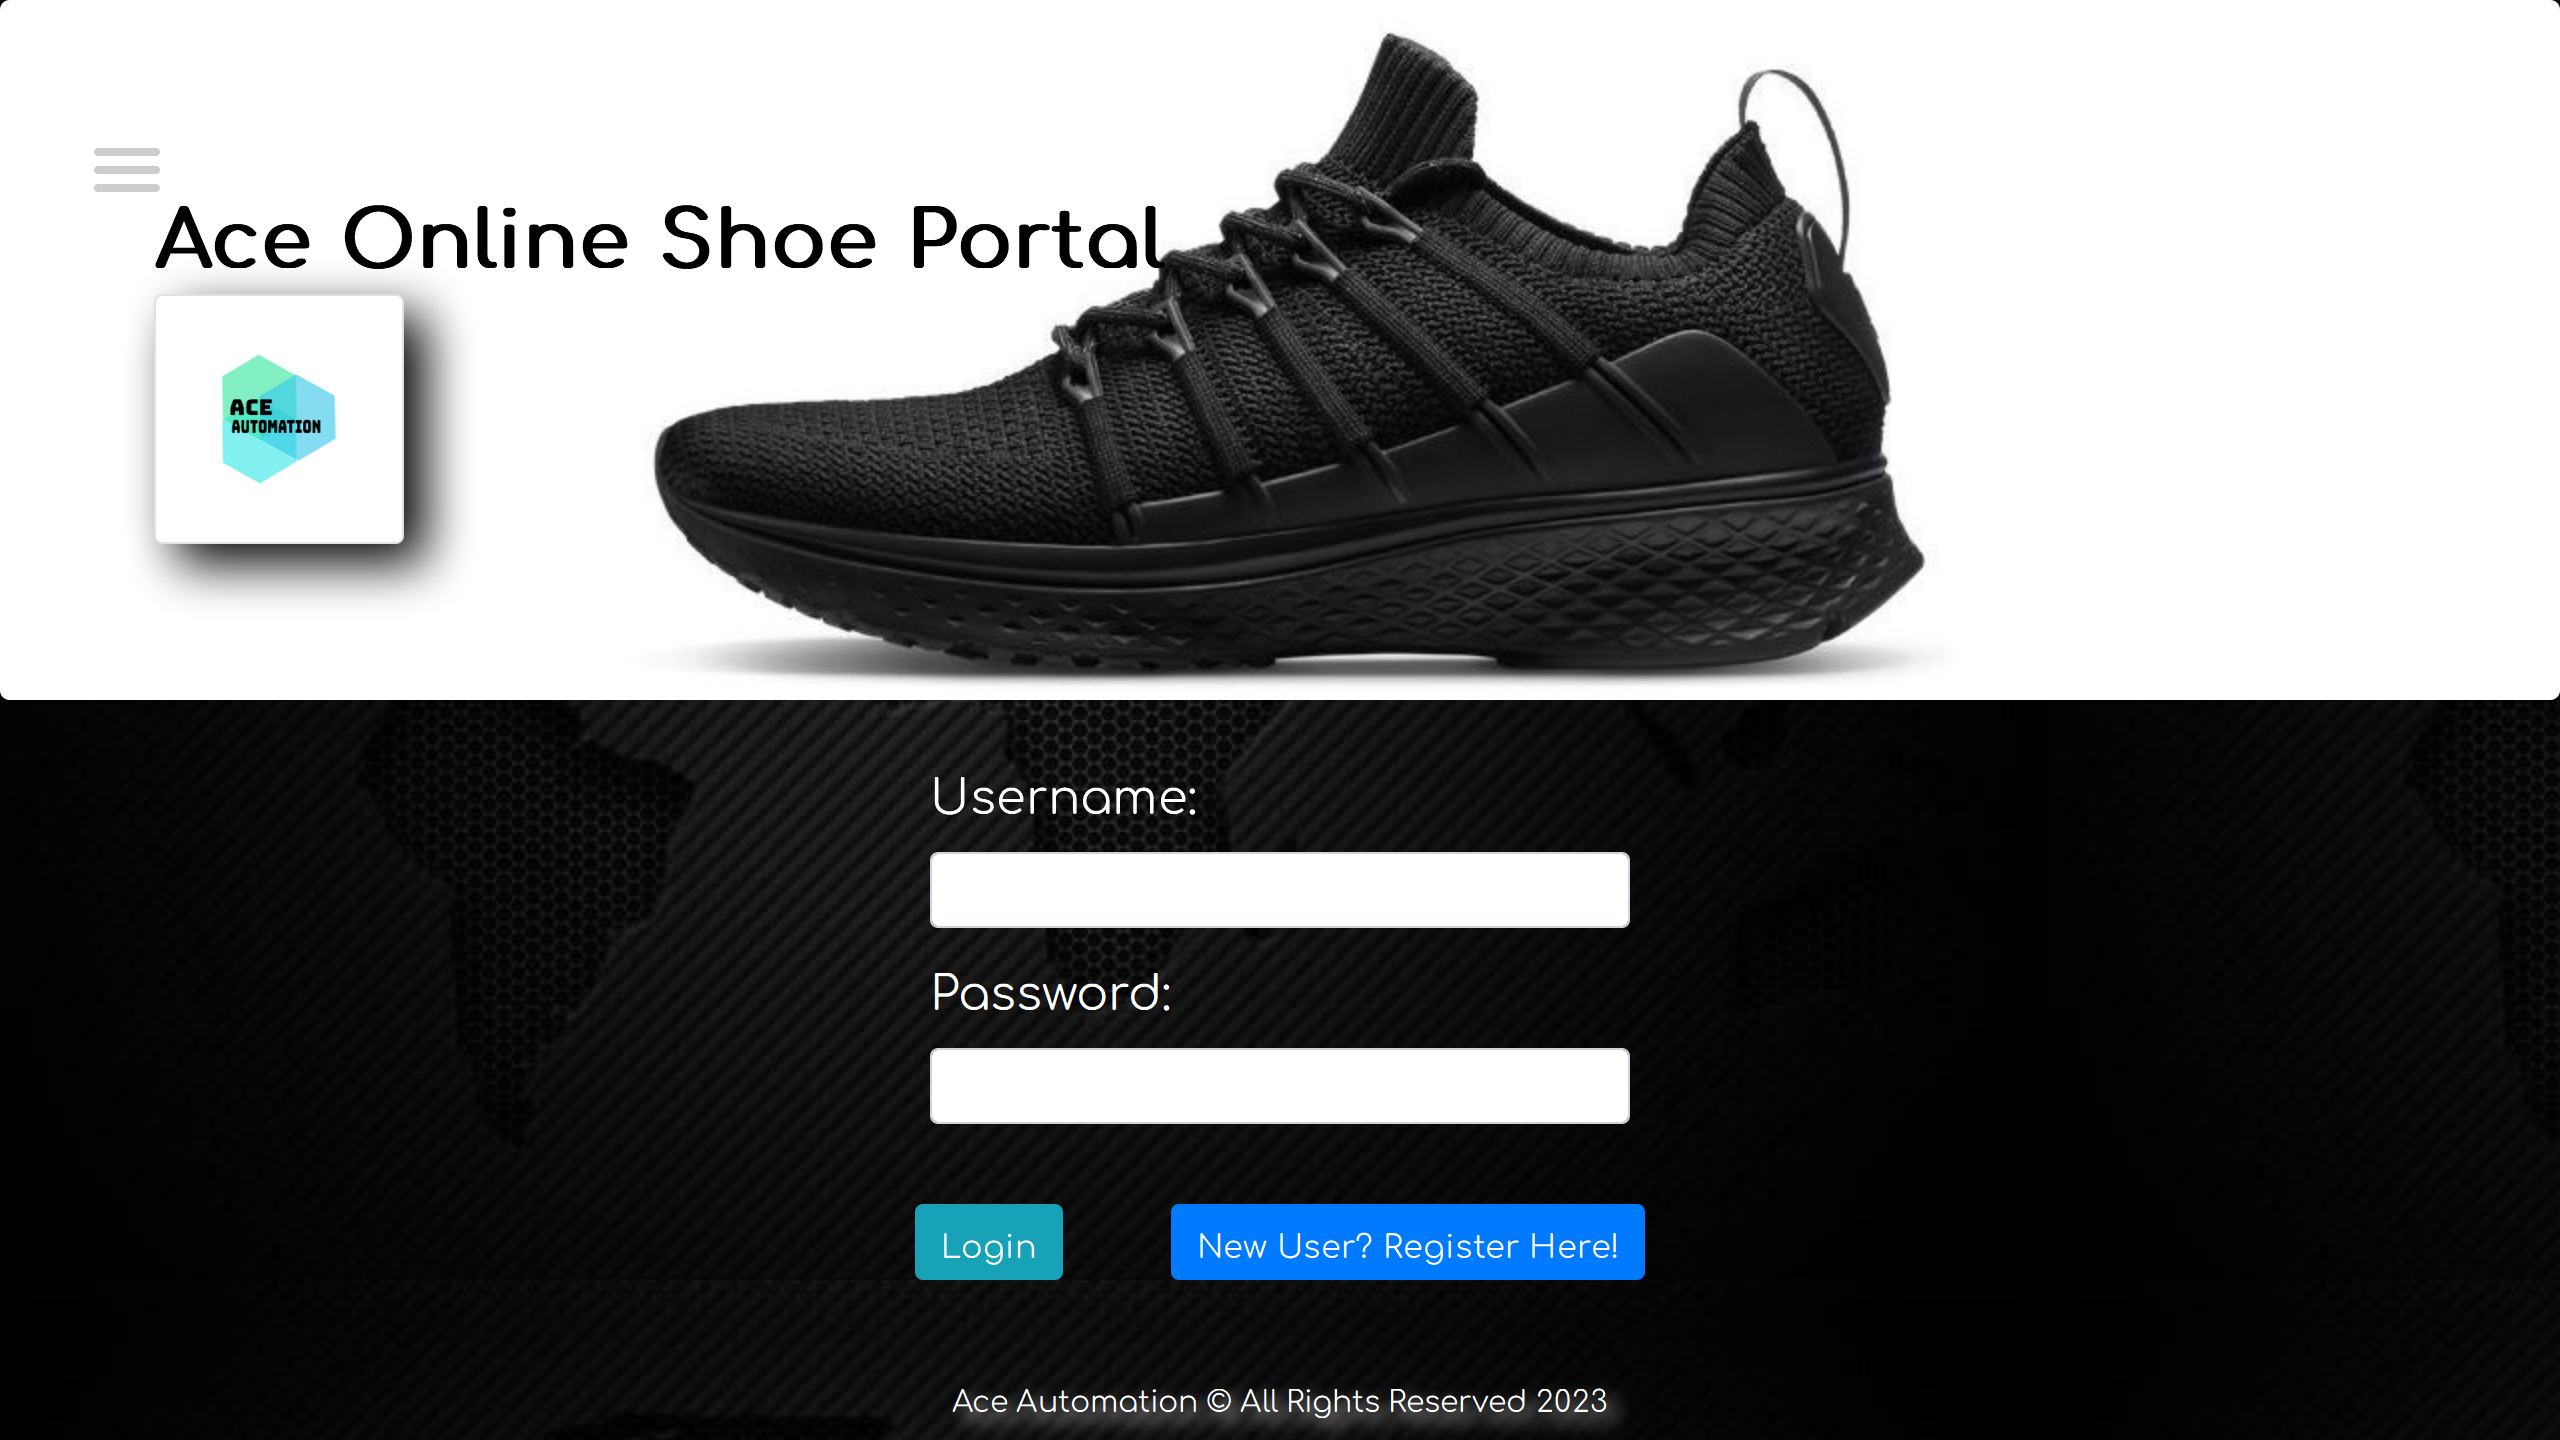 Ace Online Shoe Portal
ACE
AUTOMATION
Username:
Password:
Login
New User? Register Here!
Ace Automation © All Rights Reserved 2023